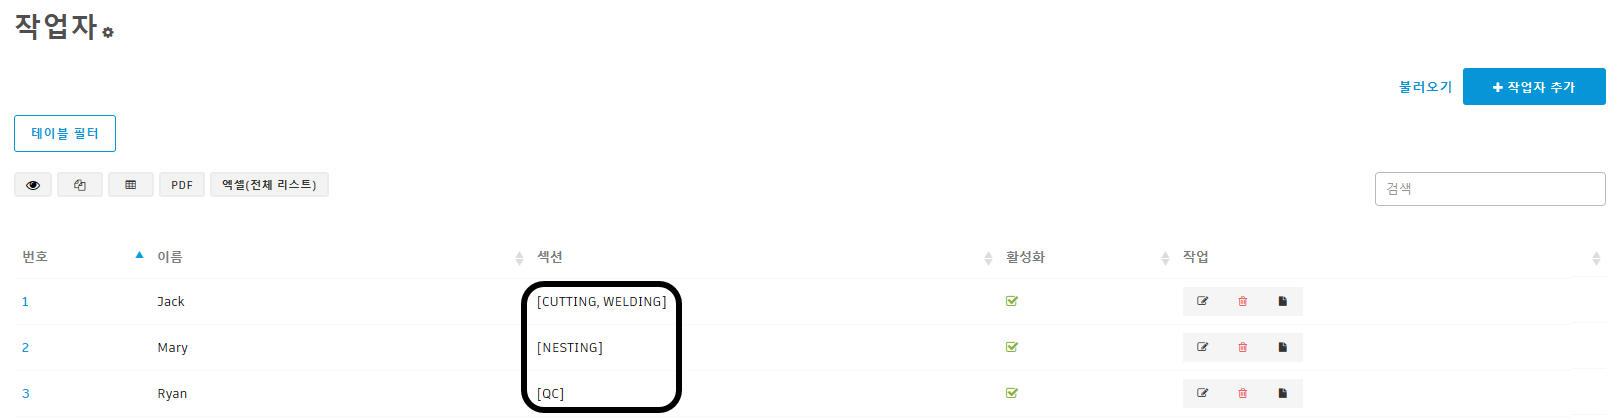 작업자
불러오기 + 작업자 추가
테이블 필터
PDF 엑셀(전체 리스트)
검색
번호 이름 섹션 활성화 작업
1 Jack [CUTTING, WELDING]
2 Mary [NESTING]
3 Ryan [QC]